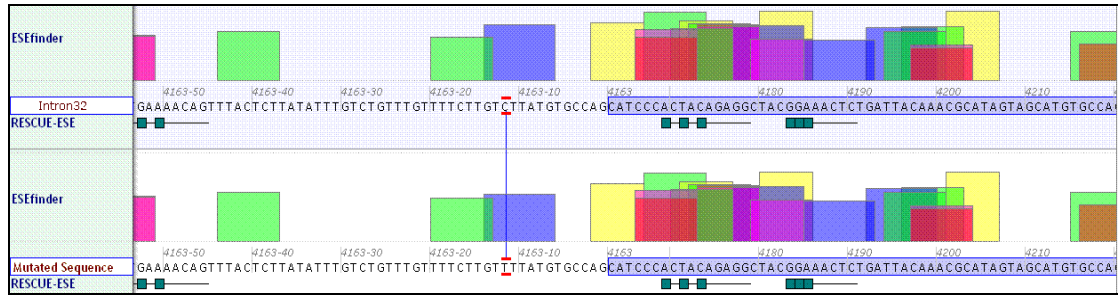 ESEfinder
4163-50 4163-40 4163-30 4163-20 4163-10 4163 4180 4190 4200 4210
Intron32 GAAAACAGTTTACTCTTATATTTGTCTGTTTGTTTTCTTGTCTTATGTGCCAGCATCCCACTACAGAGGCTACGGAAACTCTGATTACAAACGCATAGTAGCATGTGCCA
RESCUE-ESE
ESEfinder
4163-50 4163-40 4163-30 4163-20 4163-10 4163 4180 4190 4200 4210
Mutated Sequence GAAAACAGTTTACTCTTATATTTGTCTGTTTGTTTTCTTGTTTTATGTGCCAGCATCCCACTACAGAGGCTACGGAAACTCTGATTACAAACGCATAGTAGCATGTGCCA
RESCUE-ESE